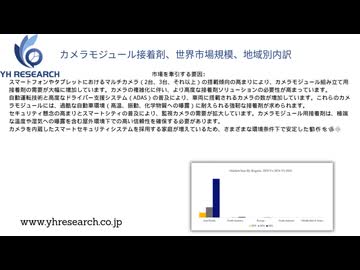 YH RESEARCH
カメラモジュール接着剤、世界市場規模、地域別内訳
市場を牽引する要因:
スマートフォンやタブレットにおけるマルチカメラ(2台、3台、それ以上)の搭載傾向の高まりにより、カメラモジュール組み立て用
接着剤の需要が大幅に増加しています。カメラの複雑化に伴い、より高度な接着剤ソリューションの必要性が高まっています。
自動運転技術と高度なドライバー支援システム(ADAS)の普及により、車両に搭載されるカメラの数が増加しています。これらのカメラ
モジュールには、過酷な自動車環境(高温、振動、化学物質への曝露)に耐えられる強靭な接着剤が求められます。
セキュリティ懸念の高まりとスマートシティの普及により、監視カメラの需要が拡大しています。カメラモジュール用接着剤は、極端
な温度や湿気への曝露を含む屋外環境下での高い信頼性を確保する必要があります。
カメラを内蔵したスマートセキュリティシステムを採用する家庭が増えているため、さまざまな環境条件下で安定した動作を
www.yhresearch.co.jp